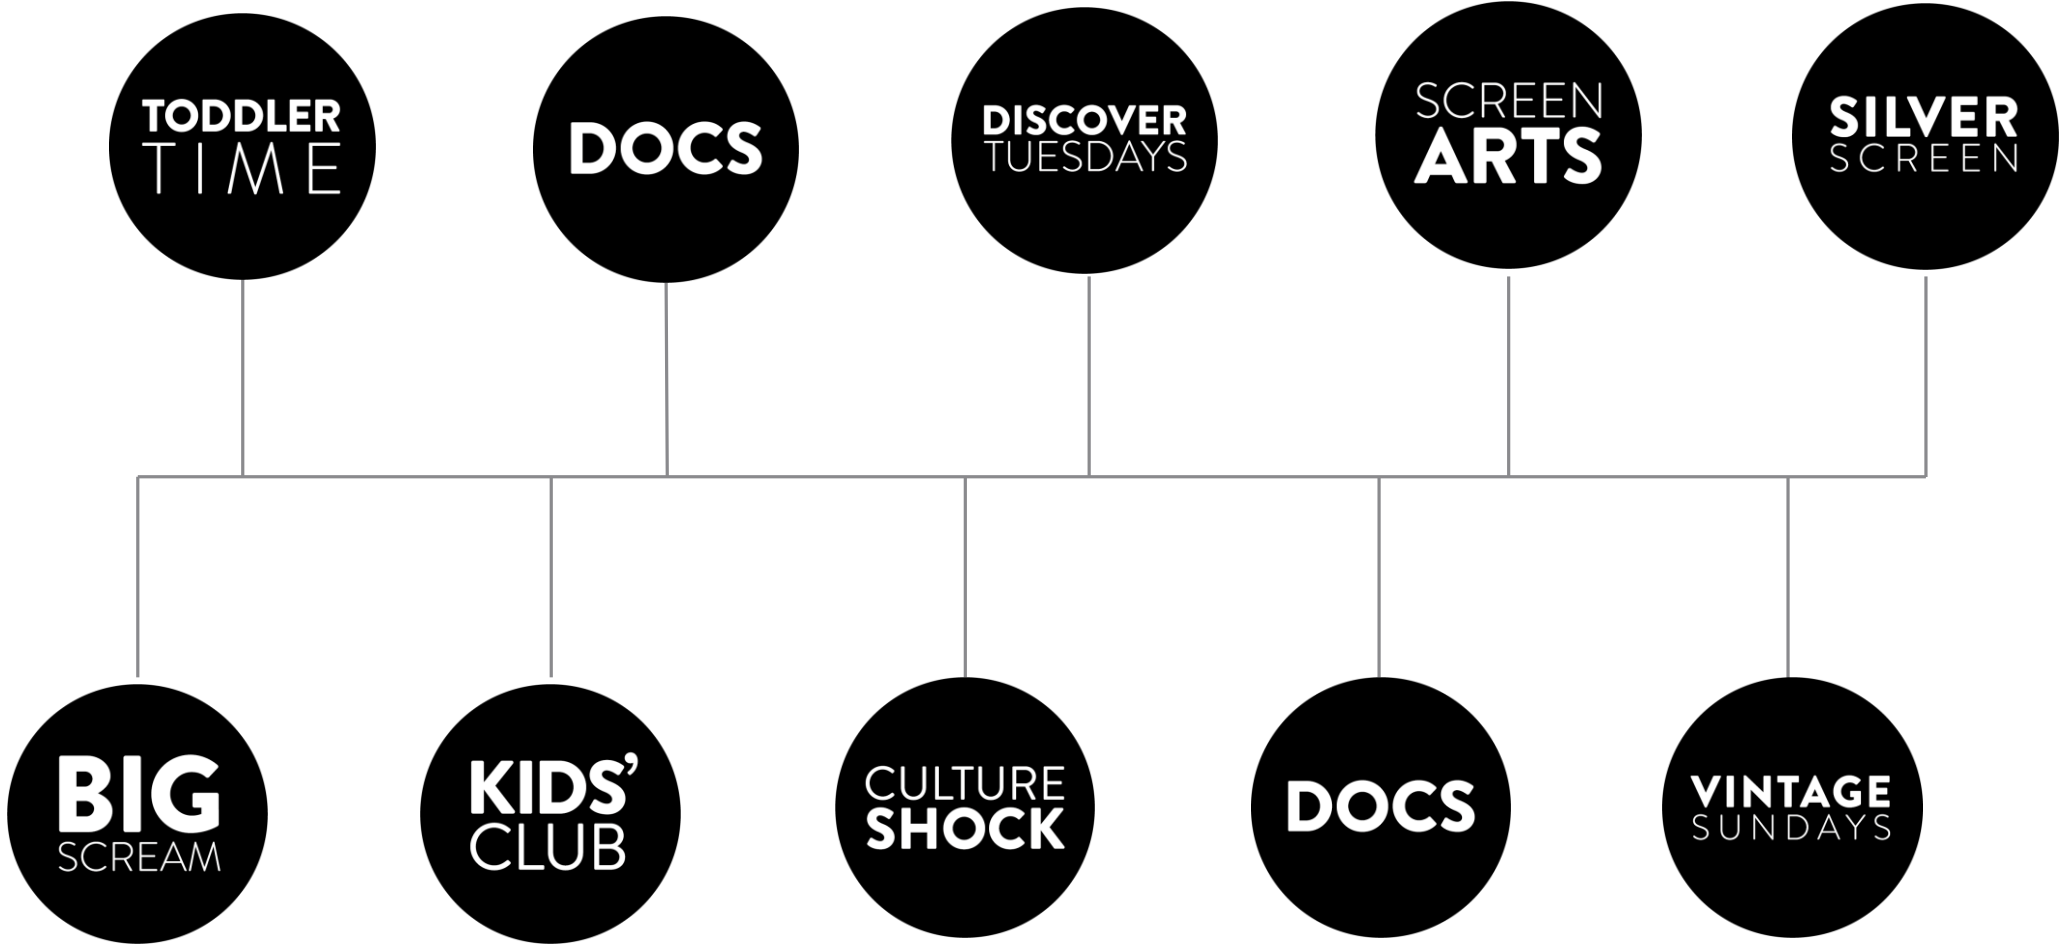 TODDLER
TIME
DOCS
DISCOVER
TUESDAYS
SCREEN
ARTS
SILVER
SCREEN
BIG
SCREAM
KIDS’
CLUB
CULTURE
SHOCK
DOCS
VINTAGE
SUNDAYS